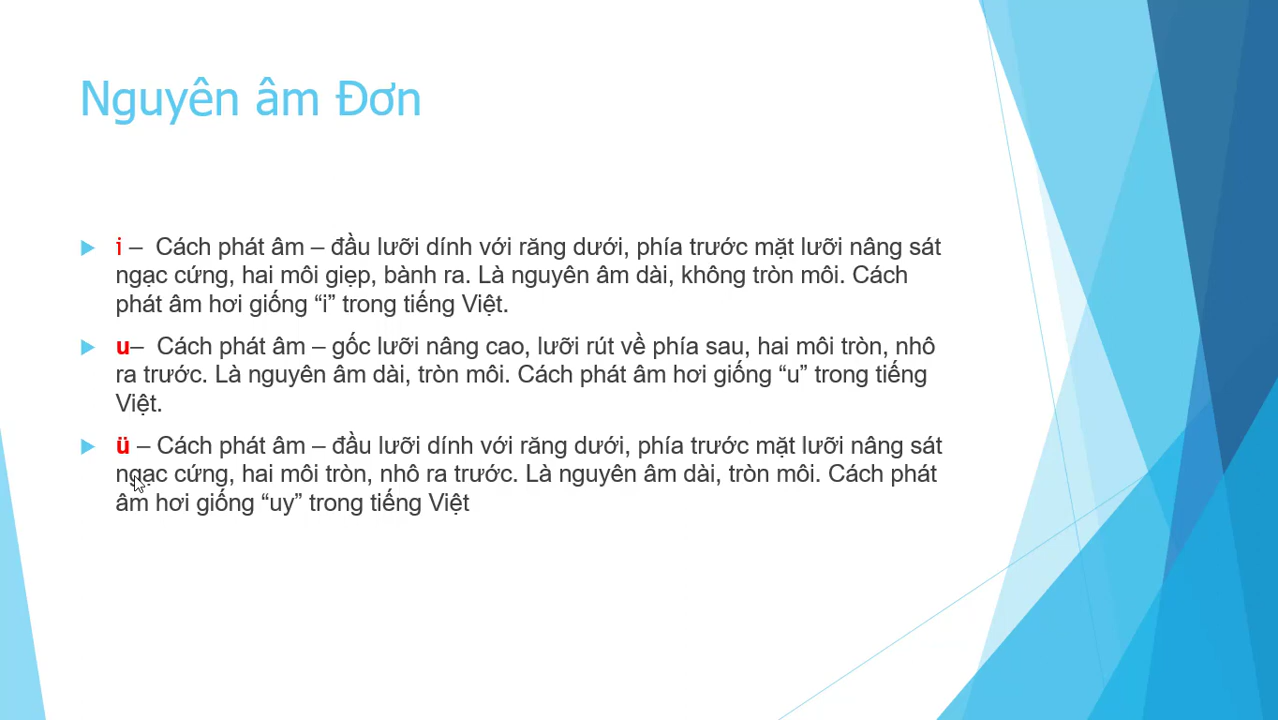 Nguyên âm Đơn
i – Cách phát âm – đầu lưỡi dính với răng dưới, phía trước mặt lưỡi nâng sát
ngạc cứng, hai môi giẹp, bành ra. Là nguyên âm dài, không tròn môi. Cách
phát âm hơi giống “i” trong tiếng Việt.
u– Cách phát âm – gốc lưỡi nâng cao, lưỡi rút về phía sau, hai môi tròn, nhô
ra trước. Là nguyên âm dài, tròn môi. Cách phát âm hơi giống “u” trong tiếng
Việt.
ü – Cách phát âm – đầu lưỡi dính với răng dưới, phía trước mặt lưỡi nâng sát
ngạc cứng, hai môi tròn, nhô ra trước. Là nguyên âm dài, tròn môi. Cách phát
âm hơi giống “uy” trong tiếng Việt